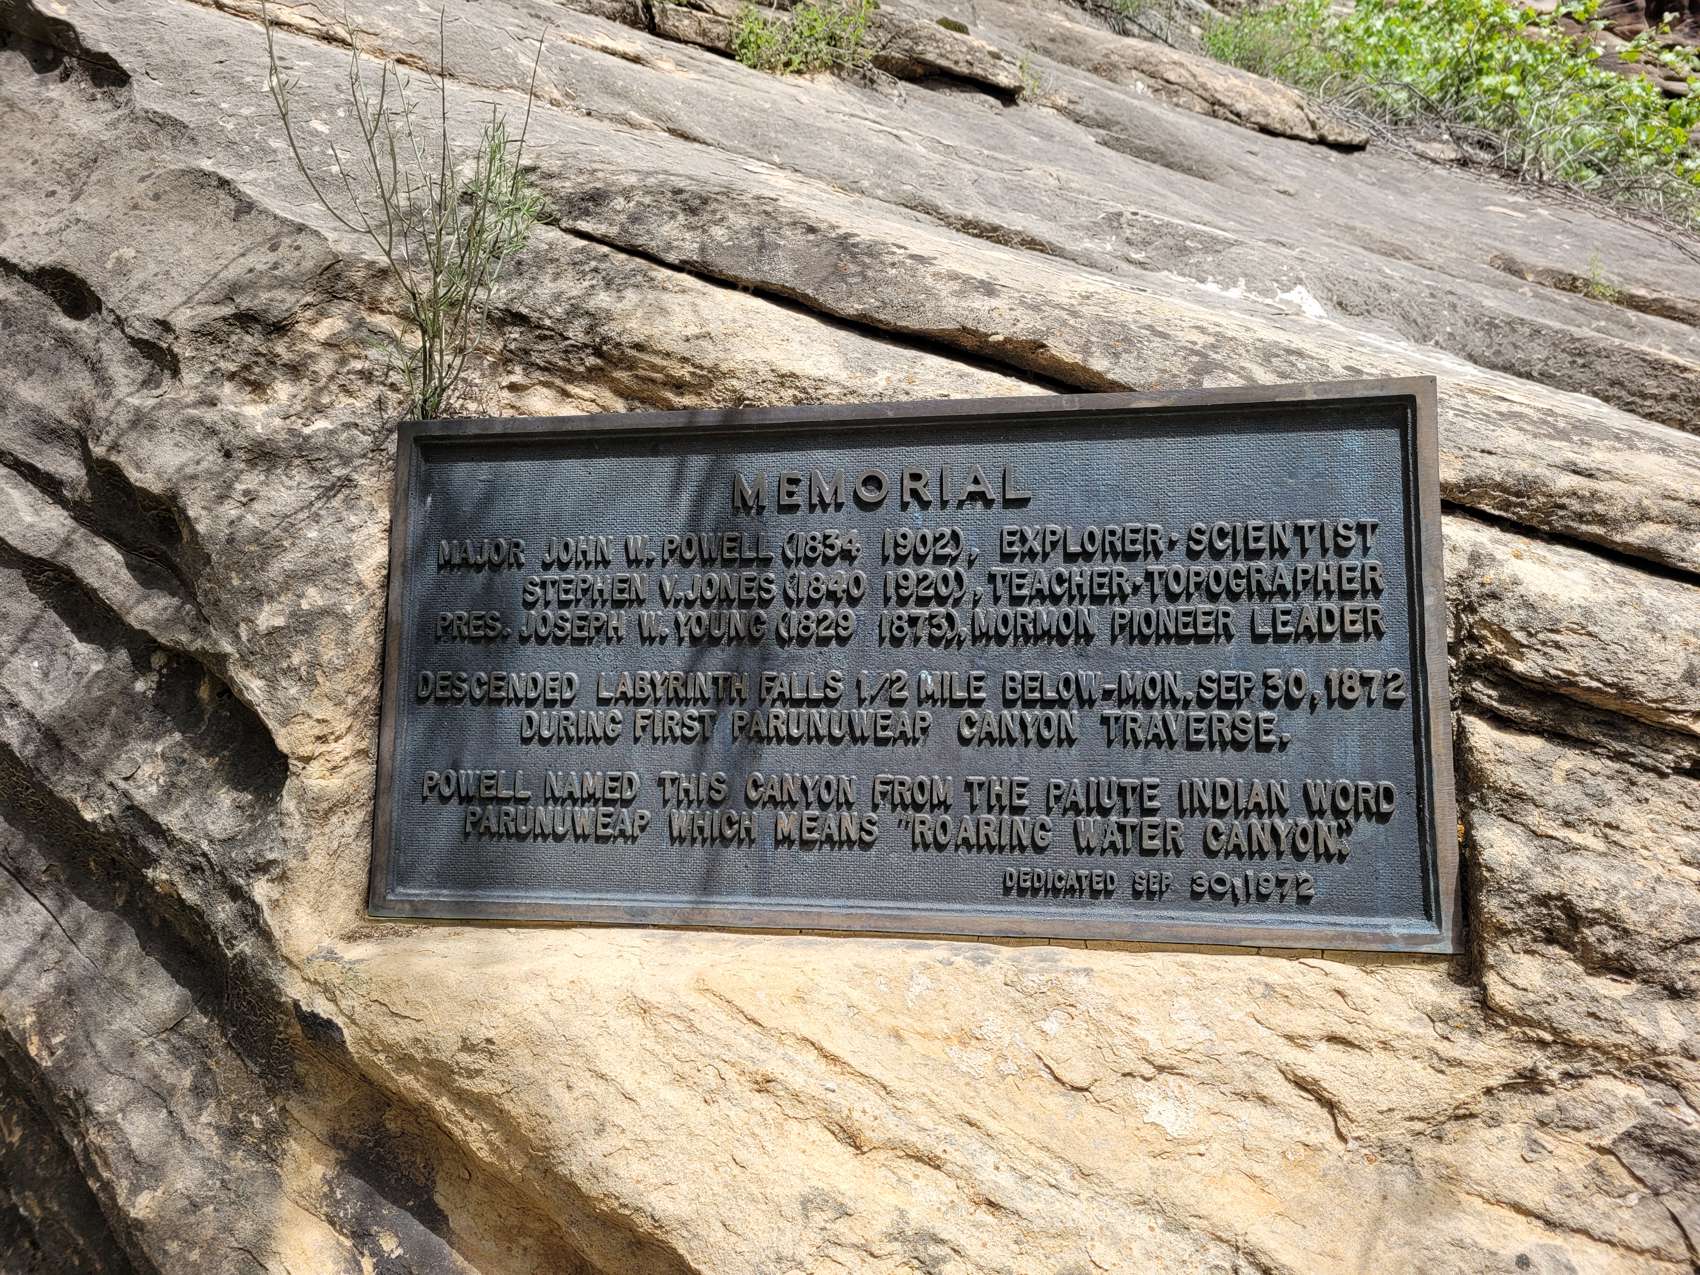 MEMORIAL
MAJOR JOHN W. POWELL (1834 1902), EXPLORER·SCIENTIST
STEPHEN V. JONES (1840 1920), TEACHER·TOPOGRAPHER
PRES. JOSEPH W. YOUNG (1829 1873), MORMON PIONEER LEADER
DESCENDED LABYRINTH FALLS 1/2 MILE BELOW-MON. SEP. 30, 1872
DURING FIRST PARUNUWEAP CANYON TRAVERSE.
POWELL NAMED THIS CANYON FROM THE PAIUTE INDIAN WORD
PARUNUWEAP WHICH MEANS "ROARING WATER CANYON."
DEDICATED SEP. 30, 1972